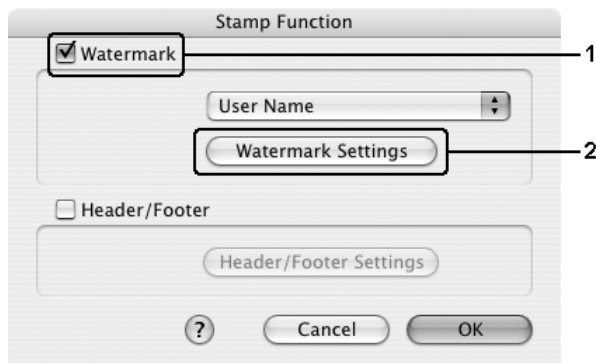 Stamp Function
Watermark
1
User Name
Watermark Settings
2
Header/Footer
Header/Footer Settings
?
Cancel
OK